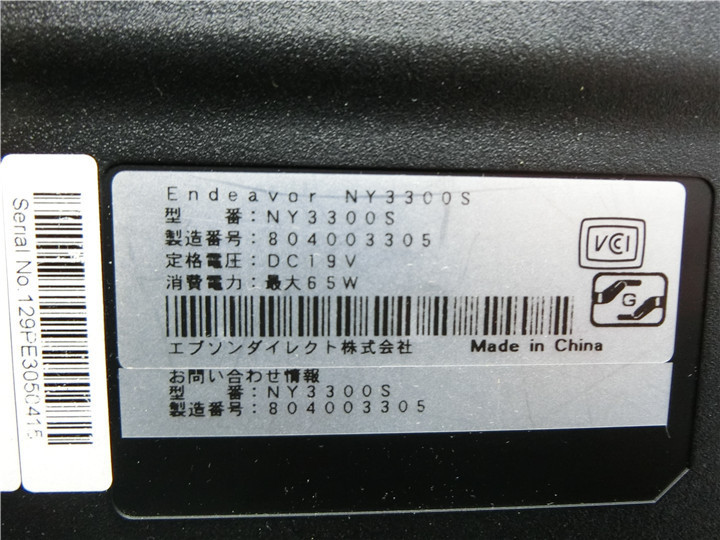 Endeavor NY3300S
型　番：NY3300S
製造番号：804003305
定格電圧：DC19V
消費電力：最大65W
VCI
G
エプソンダイレクト株式会社 Made in China
お問い合わせ情報
型　番：NY3300S
製造番号：804003305
Serial No.129PE3050415